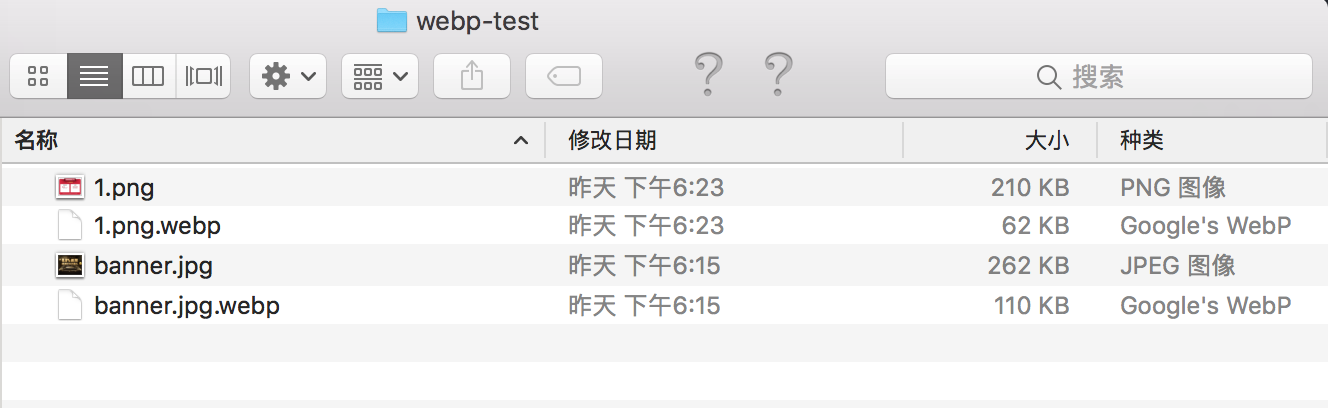 webp-test
? ? 搜索
名称 修改日期 大小 种类
1.png 昨天 下午6:23 210 KB PNG 图像
1.png.webp 昨天 下午6:23 62 KB Google's WebP
banner.jpg 昨天 下午6:15 262 KB JPEG 图像
banner.jpg.webp 昨天 下午6:15 110 KB Google's WebP